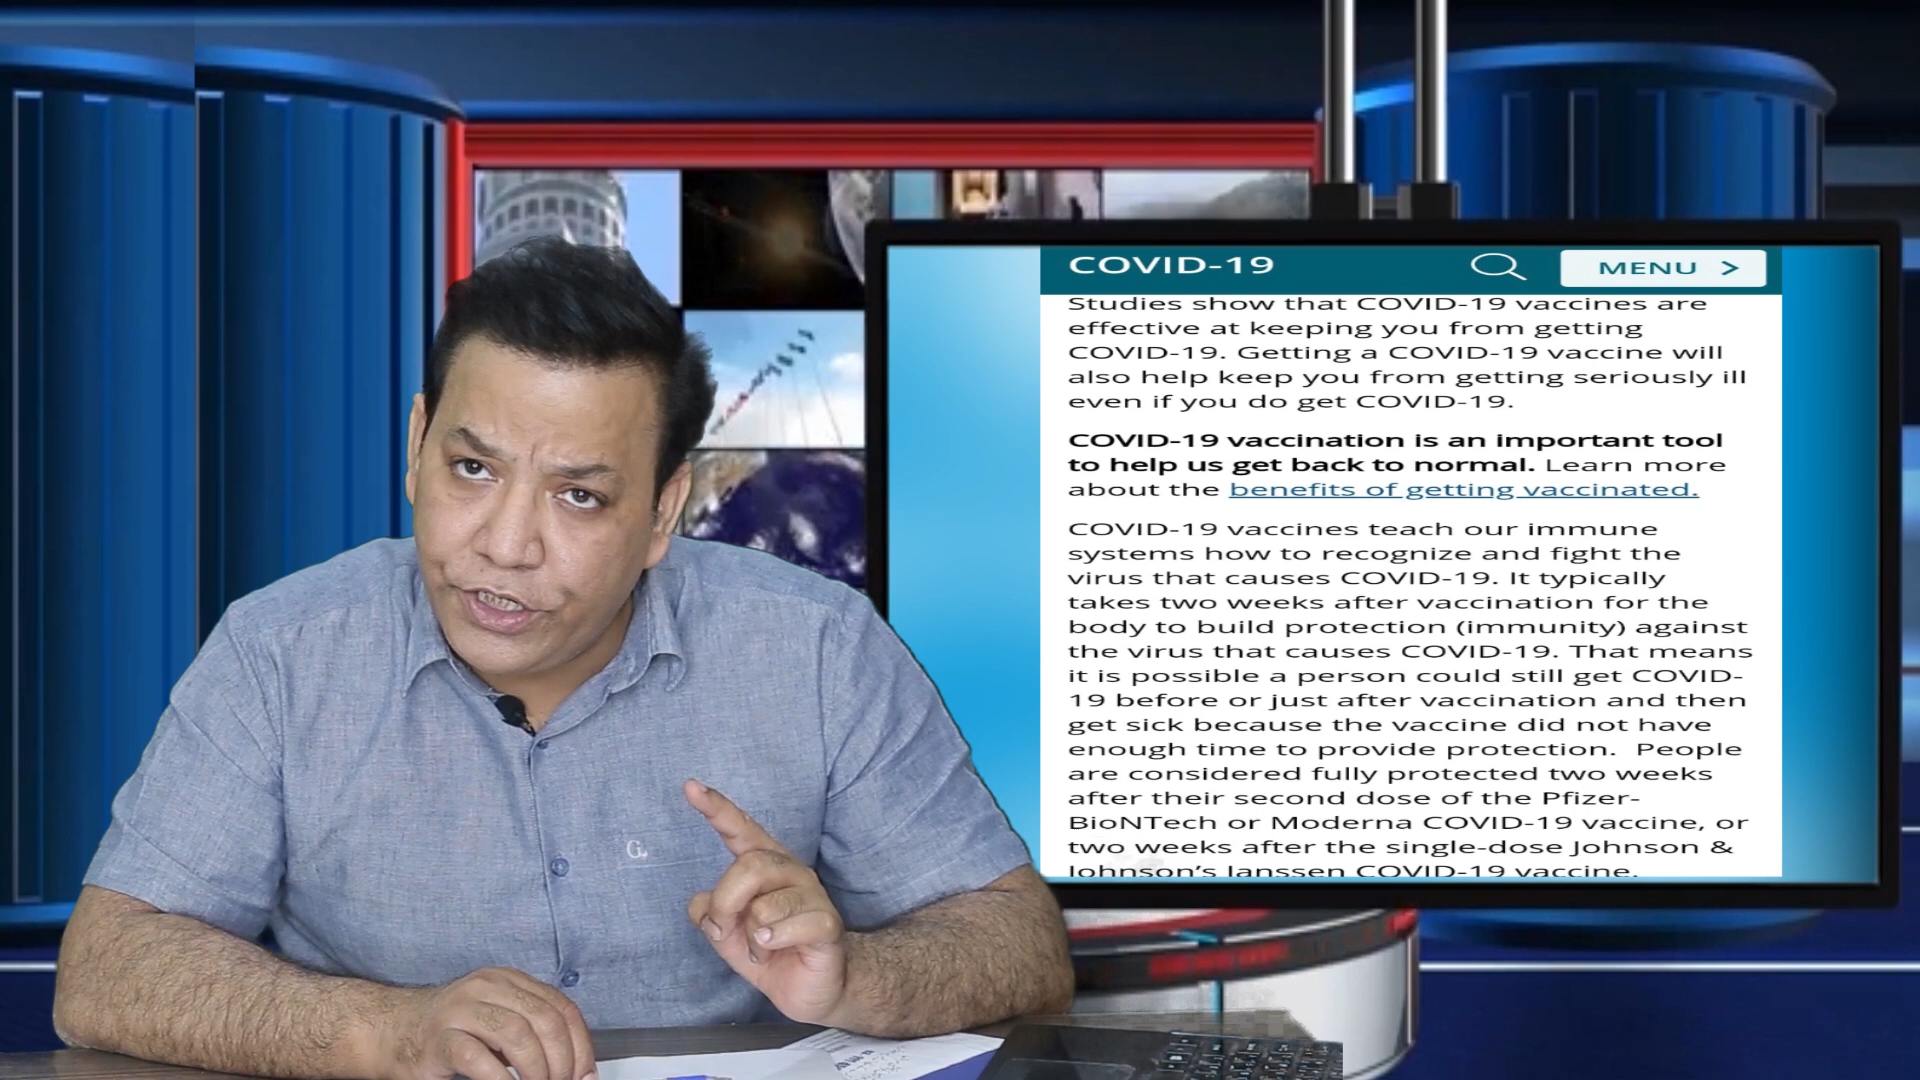 COVID-19
MENU >
Studies show that COVID-19 vaccines are
effective at keeping you from getting
COVID-19. Getting a COVID-19 vaccine will
also help keep you from getting seriously ill
even if you do get COVID-19.
COVID-19 vaccination is an important tool
to help us get back to normal. Learn more
about the benefits of getting vaccinated.
COVID-19 vaccines teach our immune
systems how to recognize and fight the
virus that causes COVID-19. It typically
takes two weeks after vaccination for the
body to build protection (immunity) against
the virus that causes COVID-19. That means
it is possible a person could still get COVID-
19 before or just after vaccination and then
get sick because the vaccine did not have
enough time to provide protection. People
are considered fully protected two weeks
after their second dose of the Pfizer-
BioNTech or Moderna COVID-19 vaccine, or
two weeks after the single-dose Johnson &
Johnson's Janssen COVID-19 vaccine.
G